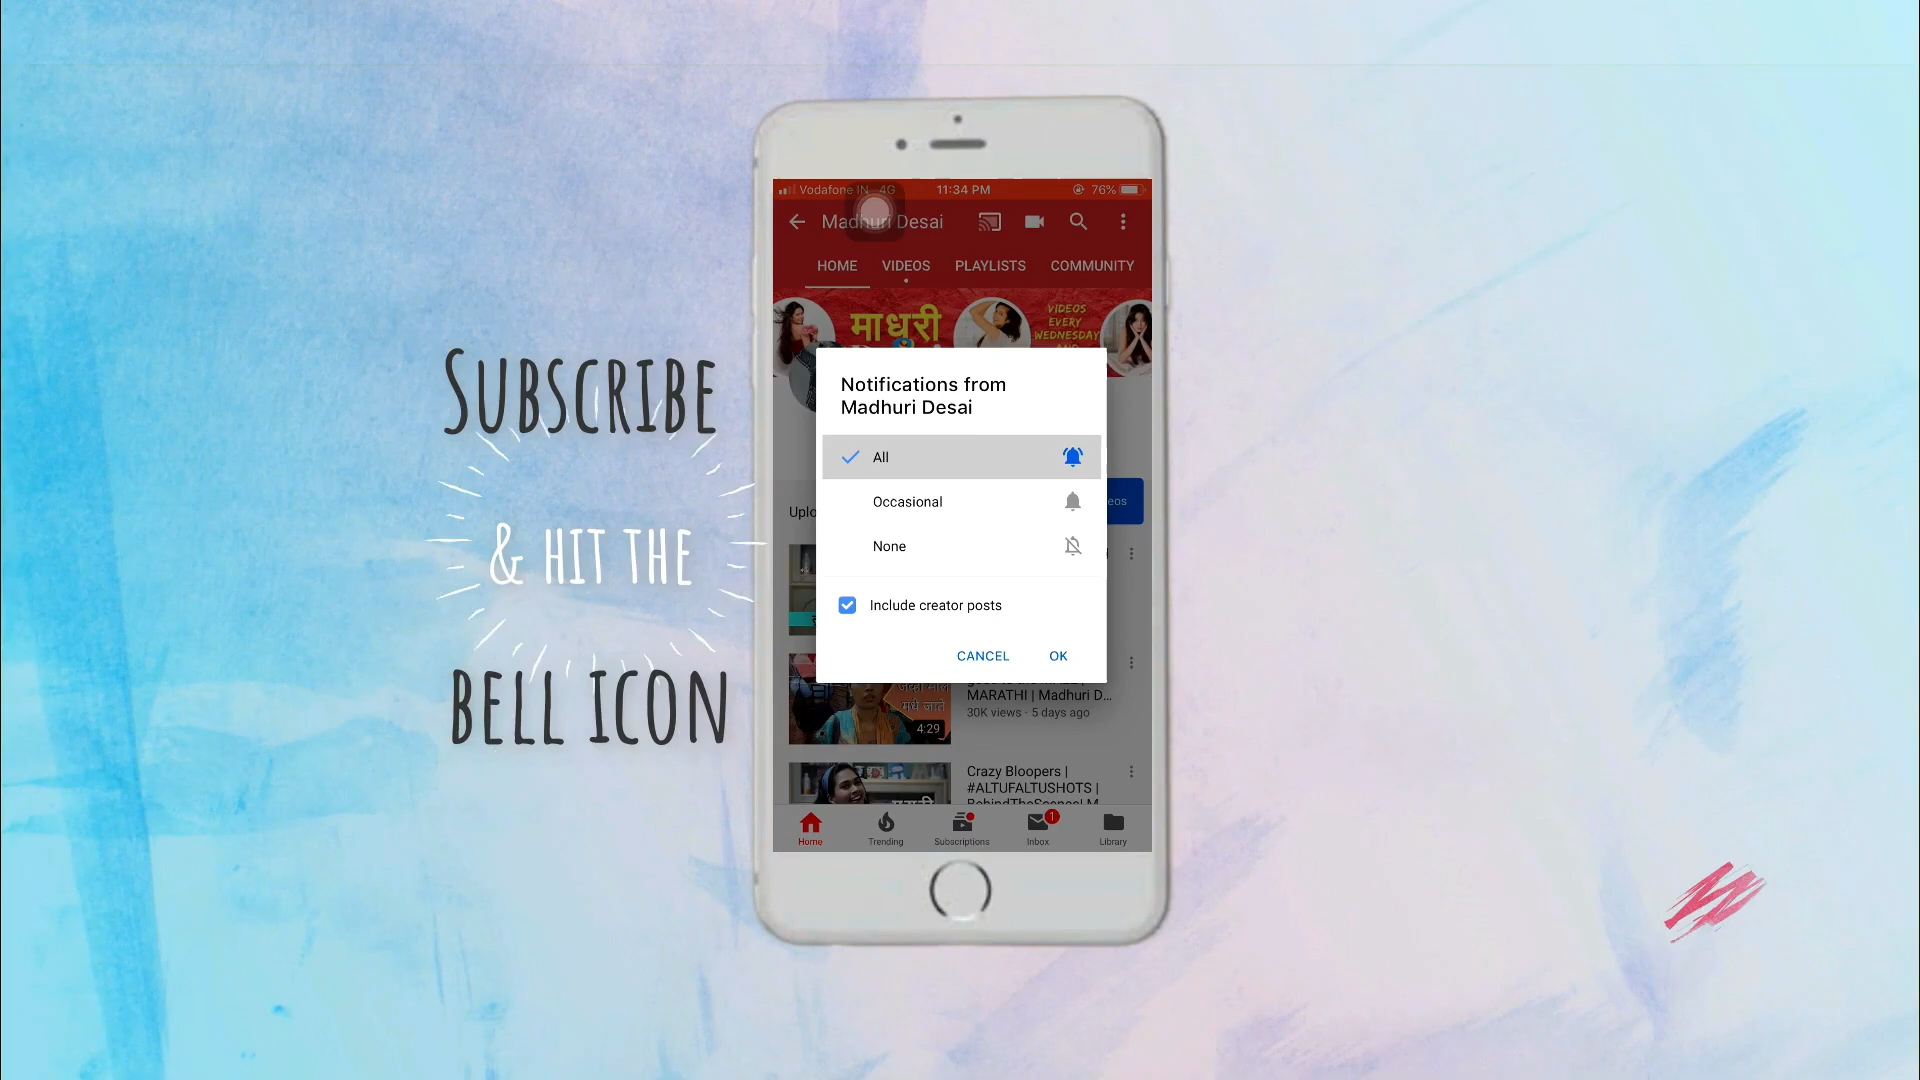 SUBSCRIBE
& HIT THE
BELL ICON
Vodafone IN 4G 11:34 PM 76%
Madhuri Desai
HOME VIDEOS PLAYLISTS COMMUNITY
माधुरी
VIDEOS
EVERY
WEDNESDAY
AND
Notifications from
Madhuri Desai
All
Occasional
None
Include creator posts
CANCEL OK
MARATHI | Madhuri D...
30K views · 5 days ago
4:29
Crazy Bloopers |
#ALTUFALTUSHOTS |
Home Trending Subscriptions Inbox Library
1